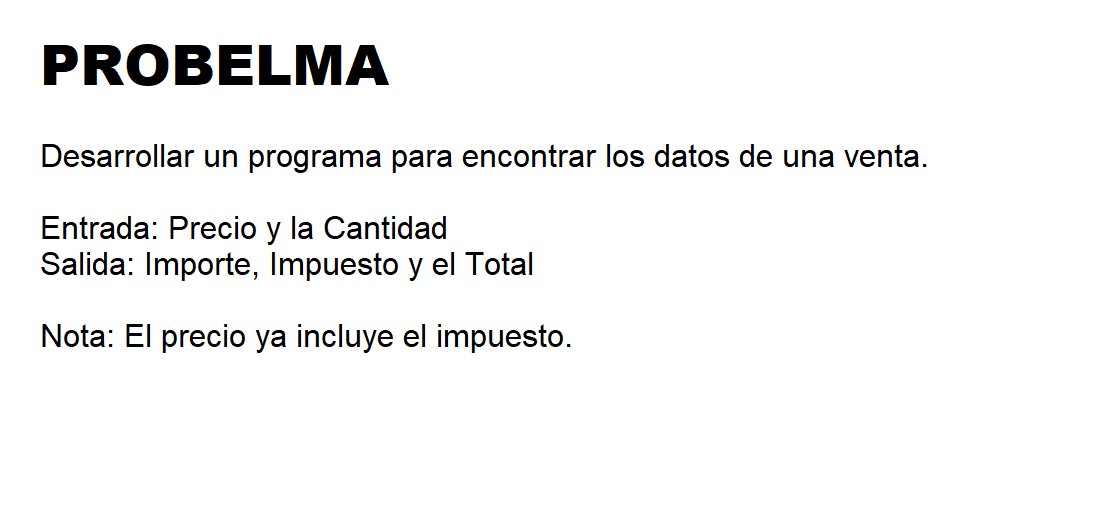 PROBELMA
Desarrollar un programa para encontrar los datos de una venta.
Entrada: Precio y la Cantidad
Salida: Importe, Impuesto y el Total
Nota: El precio ya incluye el impuesto.